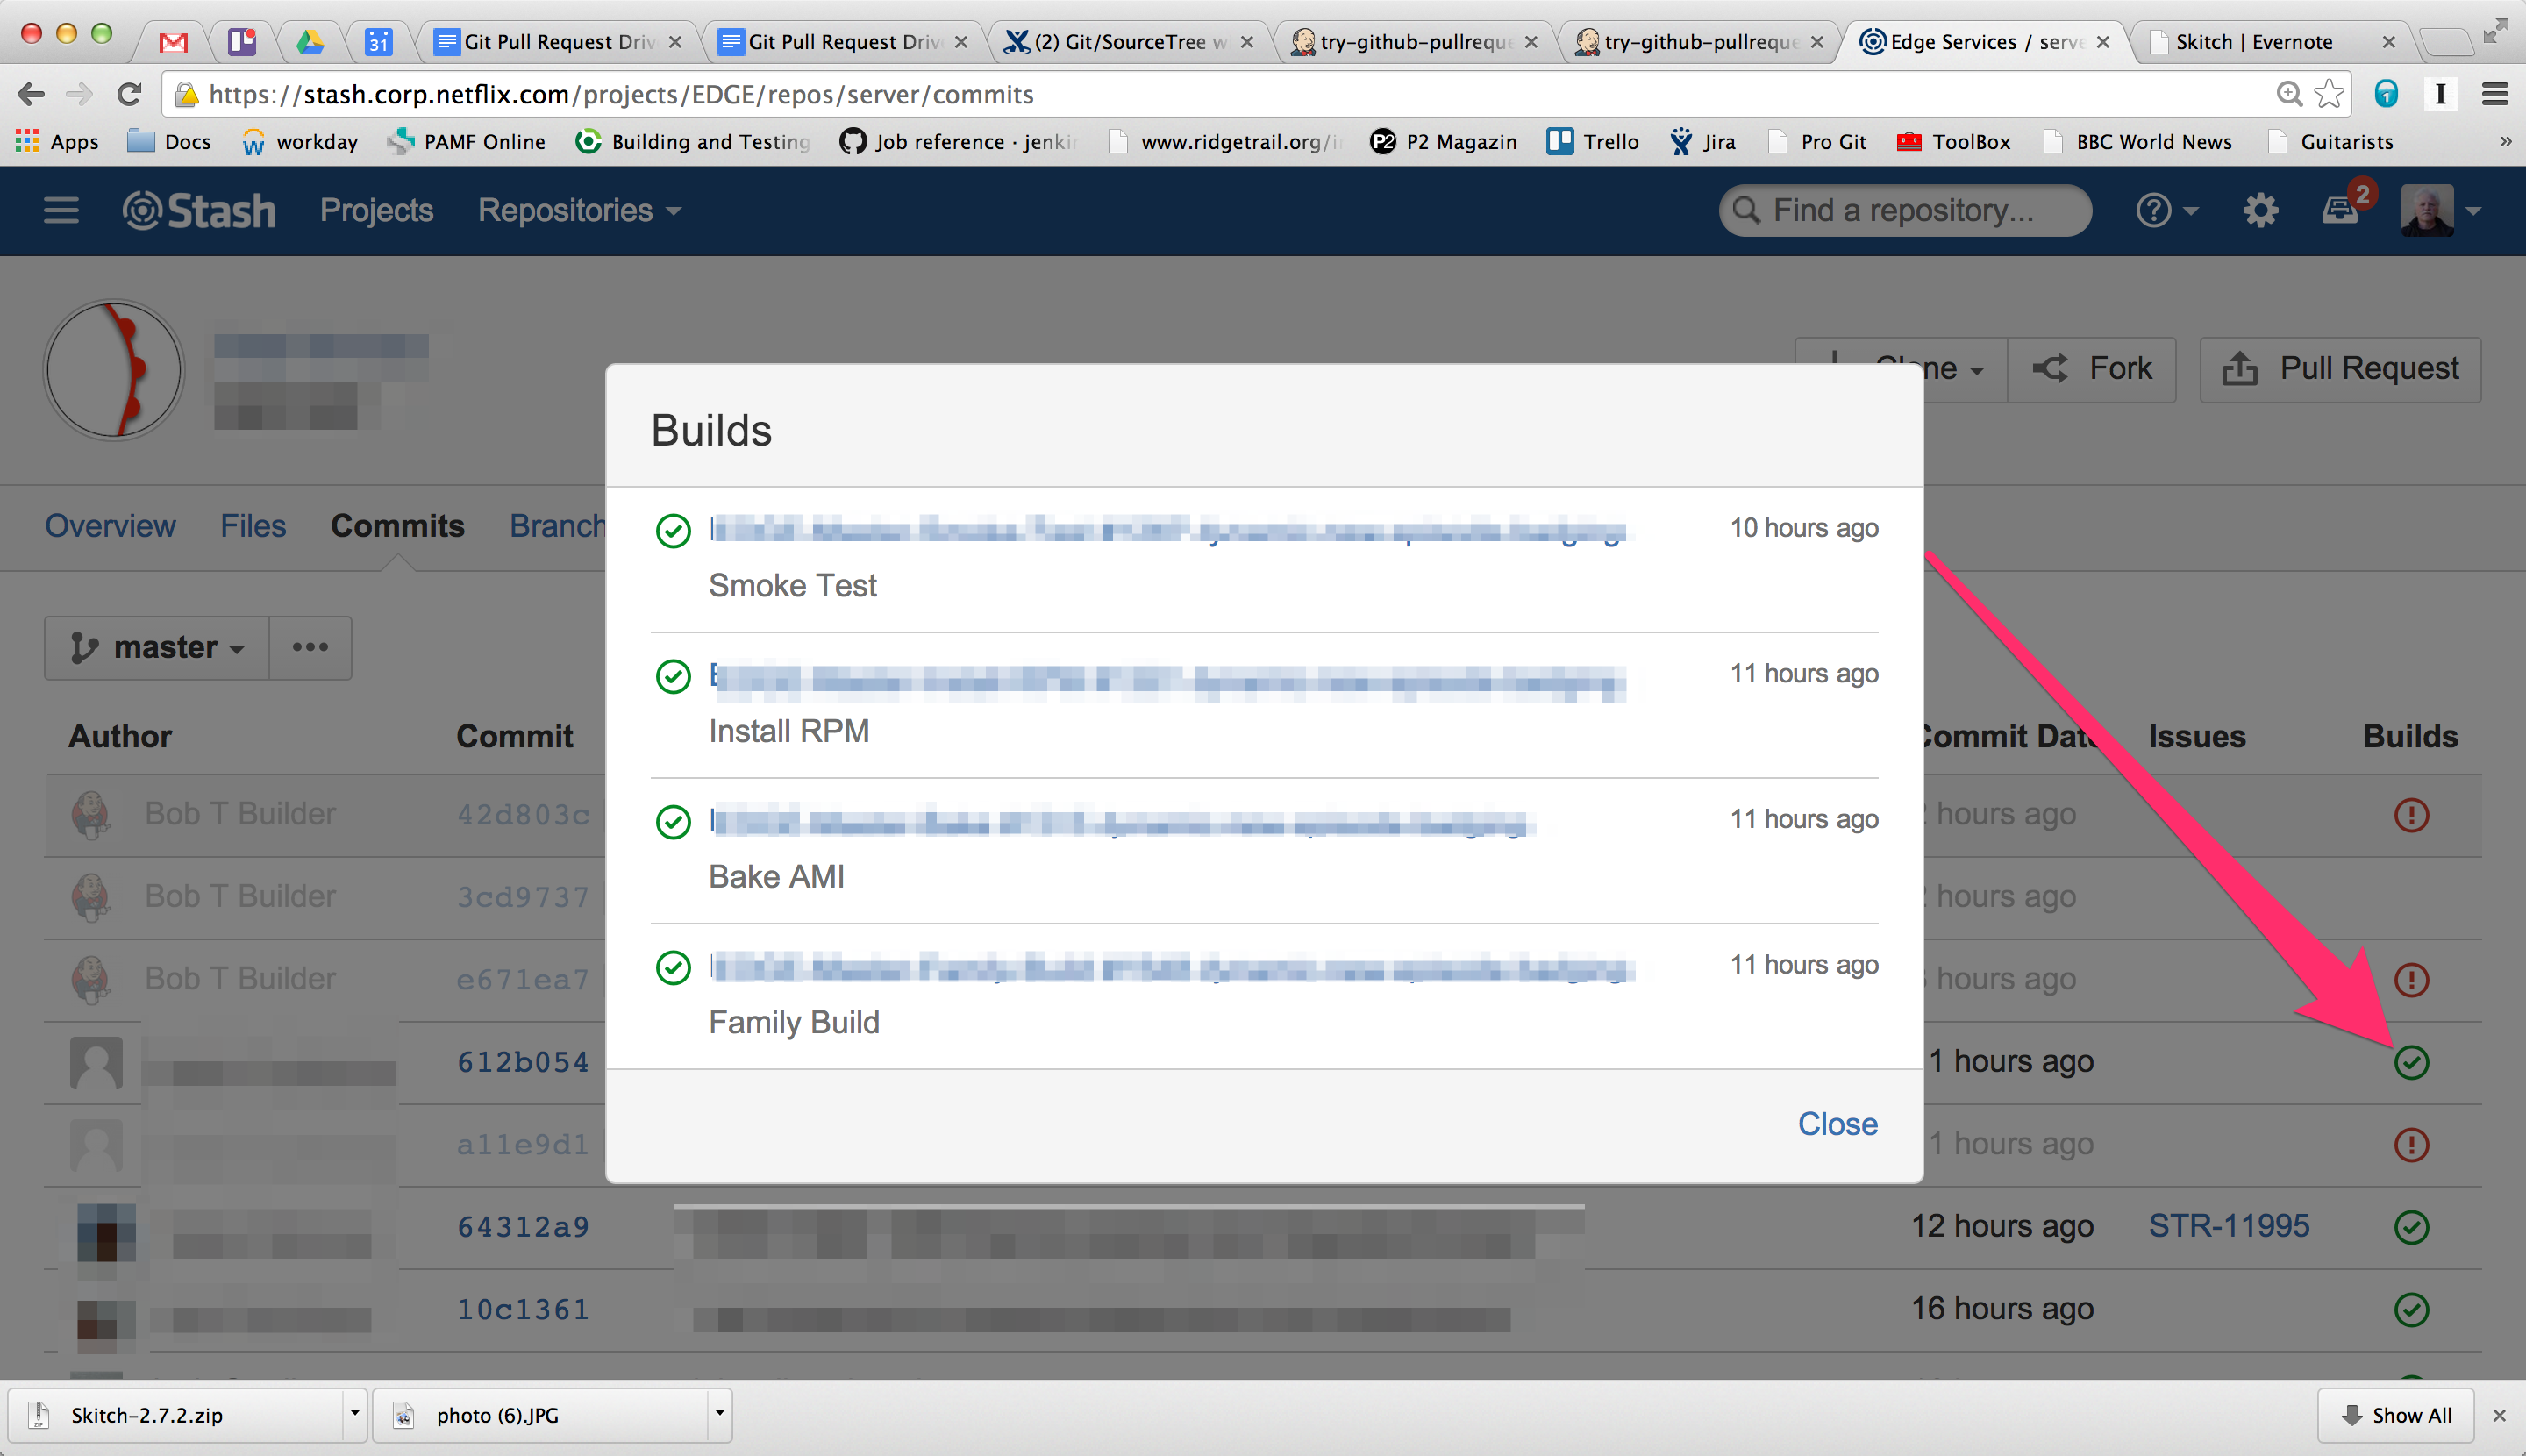 31
Git Pull Request Driv
Git Pull Request Driv
(2) Git/SourceTree w
try-github-pullreque
try-github-pullreque
Edge Services / serve
Skitch | Evernote
https://stash.corp.netflix.com/projects/EDGE/repos/server/commits
1
I
Apps
Docs
workday
PAMF Online
Building and Testing
Job reference · jenki
www.ridgetrail.org/i
P2 Magazin
Trello
Jira
Pro Git
ToolBox
BBC World News
Guitarists
»
Stash
Projects
Repositories
Find a repository...
2
Fork
Pull Request
Builds
Overview
Files
Commits
Branch
10 hours ago
Smoke Test
master
11 hours ago
Install RPM
Author
Commit
Commit Date
Issues
Builds
Bob T Builder
42d803c
11 hours ago
hours ago
Bake AMI
Bob T Builder
3cd9737
hours ago
Bob T Builder
e671ea7
11 hours ago
hours ago
Family Build
612b054
1 hours ago
a11e9d1
Close
1 hours ago
64312a9
12 hours ago
STR-11995
10c1361
16 hours ago
Skitch-2.7.2.zip
photo (6).JPG
Show All